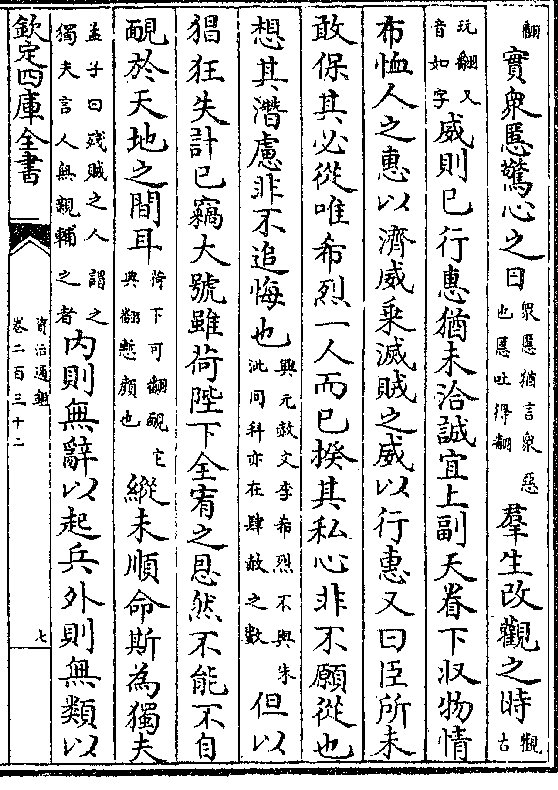 翻實衆慝驚心之日衆慝猶言衆惡也慝吐得翻羣生改觀之時觀古
玩翻又音如字威則已行惠猶未洽誠宜上副天眷下收物情
布恤人之惠以濟威乗滅賊之威以行惠又曰臣所未
敢保其必從唯希烈一人而已揆其私心非不願從也
想其潛慮非不追悔也興元赦文李希烈不與朱泚同科亦在肆赦之數但以
猖狂失計已竊大號雖荷陛下全宥之恩然不能不自
靦於天地之間耳荷下可翻靦它典翻慙顔也縱未順命斯為獨夫
孟子曰殘賊之人謂之獨夫言人無親輔之者内則無辭以起兵外則無類以
欽定四庫全書
資治通鑑
卷二百三十二
七